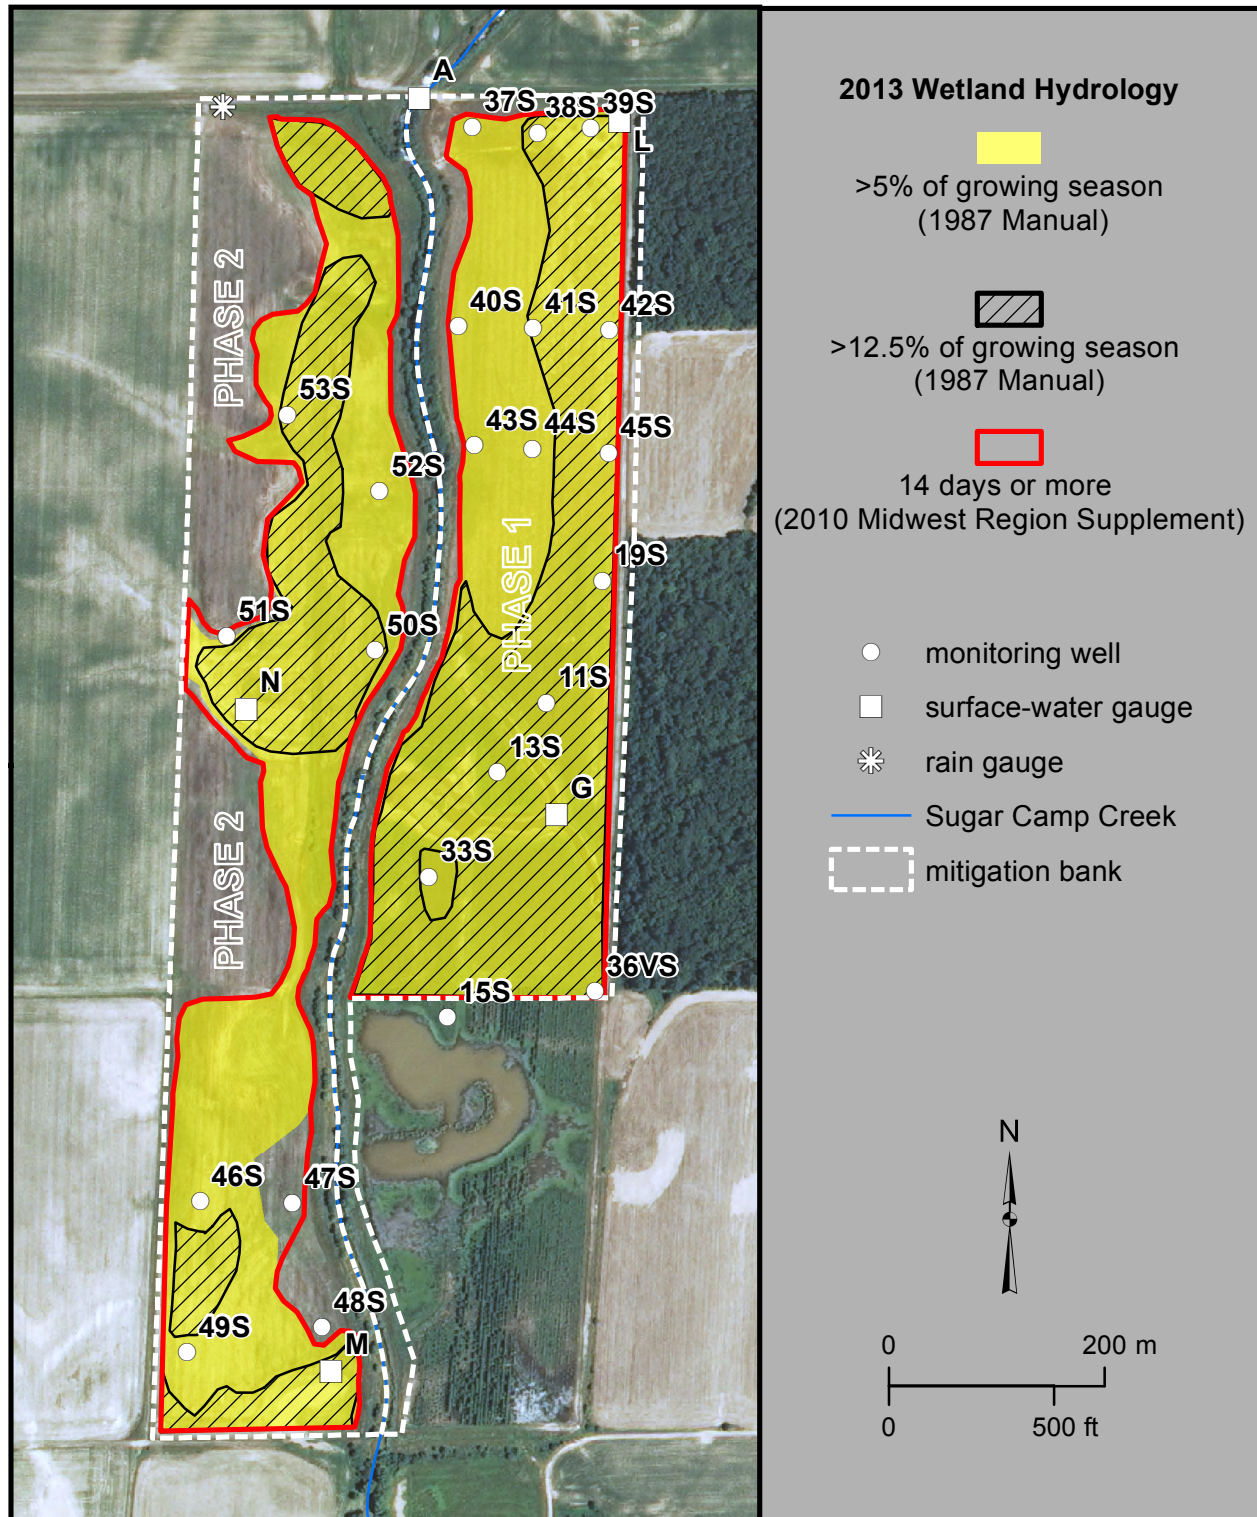 A
37S
38S
39S
L
PHASE 2
40S
41S
42S
53S
43S
44S
45S
52S
PHASE 1
19S
51S
50S
N
11S
13S
G
PHASE 2
33S
36VS
15S
46S
47S
48S
49S
M
2013 Wetland Hydrology
>5% of growing season
(1987 Manual)
>12.5% of growing season
(1987 Manual)
14 days or more
(2010 Midwest Region Supplement)
monitoring well
surface-water gauge
rain gauge
Sugar Camp Creek
mitigation bank
N
0 200 m
0 500 ft